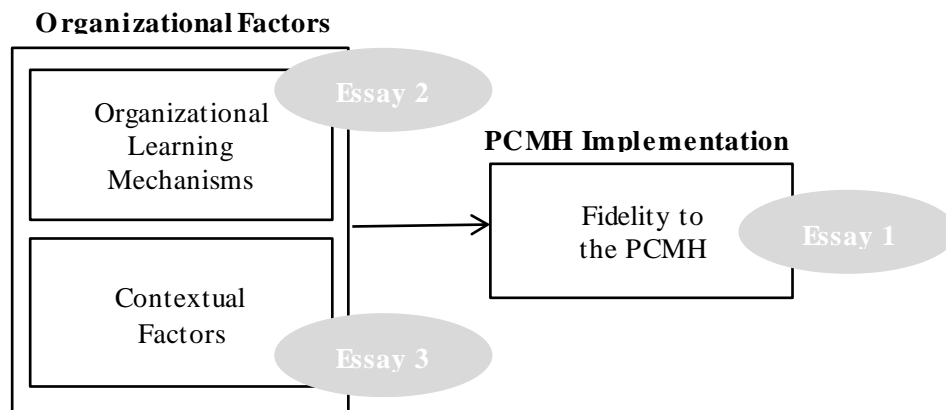 Organizational Factors
Essay 2
Organizational
Learning
Mechanisms
PCMH Implementation
Fidelity to
the PCMH
Essay 1
Contextual
Factors
Essay 3